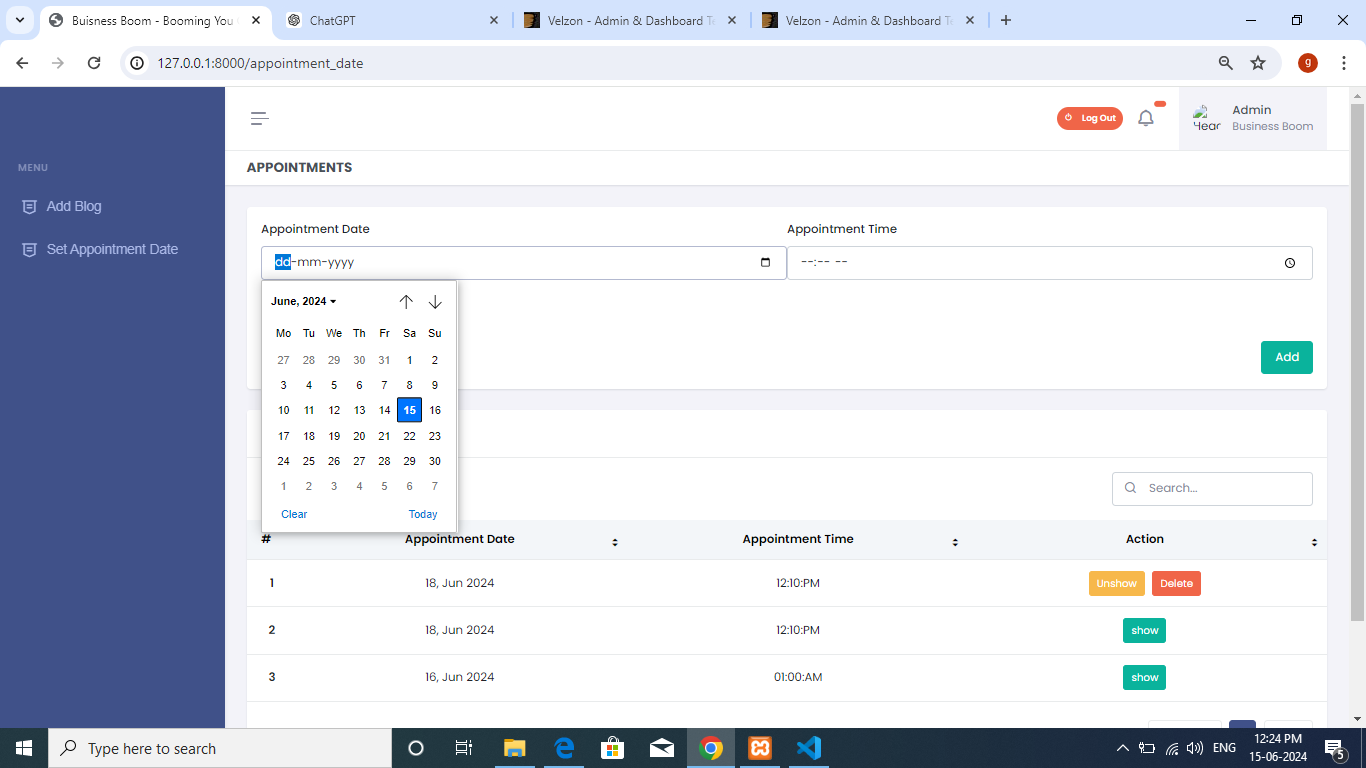 Buisness Boom - Booming You
ChatGPT
Velzon - Admin & Dashboard Te
Velzon - Admin & Dashboard Te
127.0.0.1:8000/appointment_date
g
Log Out
Hear
Admin
Business Boom
MENU
Add Blog
Set Appointment Date
APPOINTMENTS
Appointment Date
Appointment Time
dd-mm-yyyy
--:-- --
June, 2024
Mo Tu We Th Fr Sa Su
27 28 29 30 31 1 2
3 4 5 6 7 8 9
10 11 12 13 14 15 16
17 18 19 20 21 22 23
24 25 26 27 28 29 30
1 2 3 4 5 6 7
Clear Today
Add
Search...
# Appointment Date Appointment Time Action
1 18, Jun 2024 12:10:PM Unshow Delete
2 18, Jun 2024 12:10:PM show
3 16, Jun 2024 01:00:AM show
Type here to search
ENG
12:24 PM
15-06-2024
5